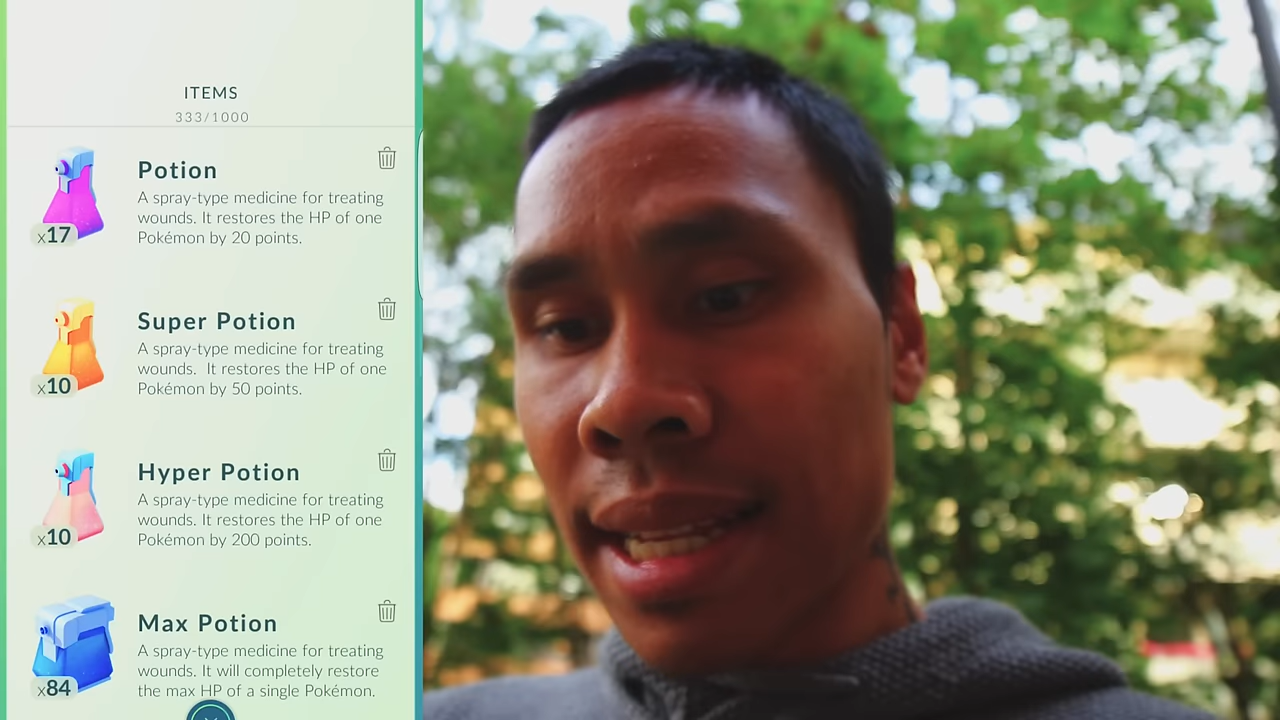 ITEMS
333/1000
Potion
A spray-type medicine for treating
wounds. It restores the HP of one
Pokémon by 20 points.
x17
Super Potion
A spray-type medicine for treating
wounds. It restores the HP of one
Pokémon by 50 points.
x10
Hyper Potion
A spray-type medicine for treating
wounds. It restores the HP of one
Pokémon by 200 points.
x10
Max Potion
A spray-type medicine for treating
wounds. It will completely restore
the max HP of a single Pokémon.
x84